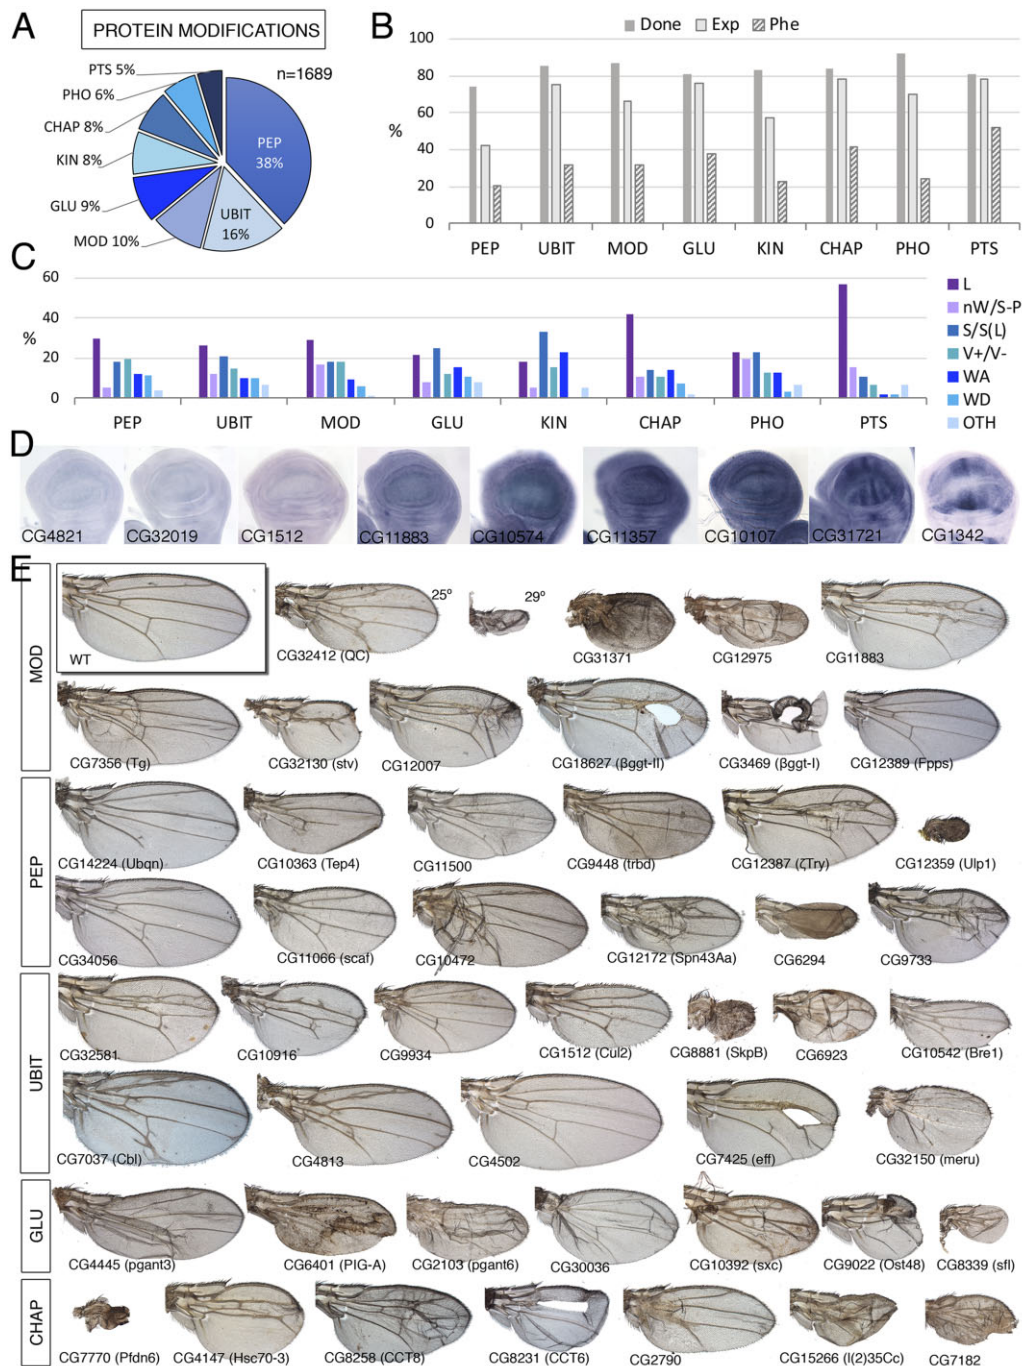 A
PROTEIN MODIFICATIONS
n=1689
PTS 5%
PHO 6%
CHAP 8%
KIN 8%
GLU 9%
MOD 10%
UBIT
16%
PEP
38%
B
Done Exp Phe
100
80
60
40
20
0
%
PEP UBIT MOD GLU KIN CHAP PHO PTS
C
60
40
20
0
%
PEP UBIT MOD GLU KIN CHAP PHO PTS
L
nW/S-P
S/S(L)
V+/V-
WA
WD
OTH
D
CG4821 CG32019 CG1512 CG11883 CG10574 CG11357 CG10107 CG31721 CG1342
E
MOD
WT
25º 29º
CG32412 (QC) CG31371 CG12975 CG11883
CG7356 (Tg) CG32130 (stv) CG12007 CG18627 (βggt-II) CG3469 (βggt-I) CG12389 (Fpps)
PEP
CG14224 (Ubqn) CG10363 (Tep4) CG11500 CG9448 (trbd) CG12387 (ζTry) CG12359 (Ulp1)
CG34056 CG11066 (scaf) CG10472 CG12172 (Spn43Aa) CG6294 CG9733
UBIT
CG32581 CG10916 CG9934 CG1512 (Cul2) CG8881 (SkpB) CG6923 CG10542 (Bre1)
CG7037 (Cbl) CG4813 CG4502 CG7425 (eff) CG32150 (meru)
GLU
CG4445 (pgant3) CG6401 (PIG-A) CG2103 (pgant6) CG30036 CG10392 (sxc) CG9022 (Ost48) CG8339 (sfl)
CHAP
CG7770 (Pfdn6) CG4147 (Hsc70-3) CG8258 (CCT8) CG8231 (CCT6) CG2790 CG15266 (l(2)35Cc) CG7182